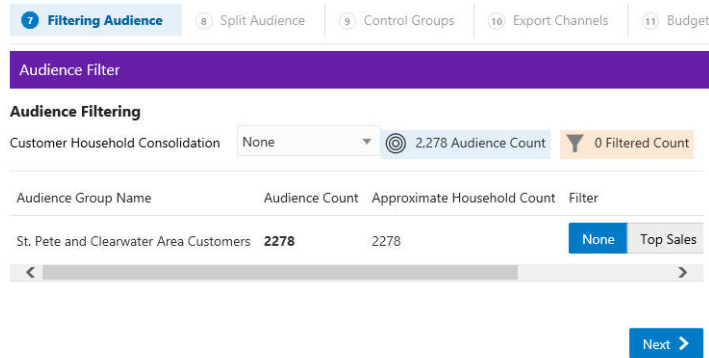 7 Filtering Audience 8 Split Audience 9 Control Groups 10 Export Channels 11 Budget
Audience Filter
Audience Filtering
Customer Household Consolidation None 2,278 Audience Count 0 Filtered Count
Audience Group Name Audience Count Approximate Household Count Filter
St. Pete and Clearwater Area Customers 2278 2278 None Top Sales
Next